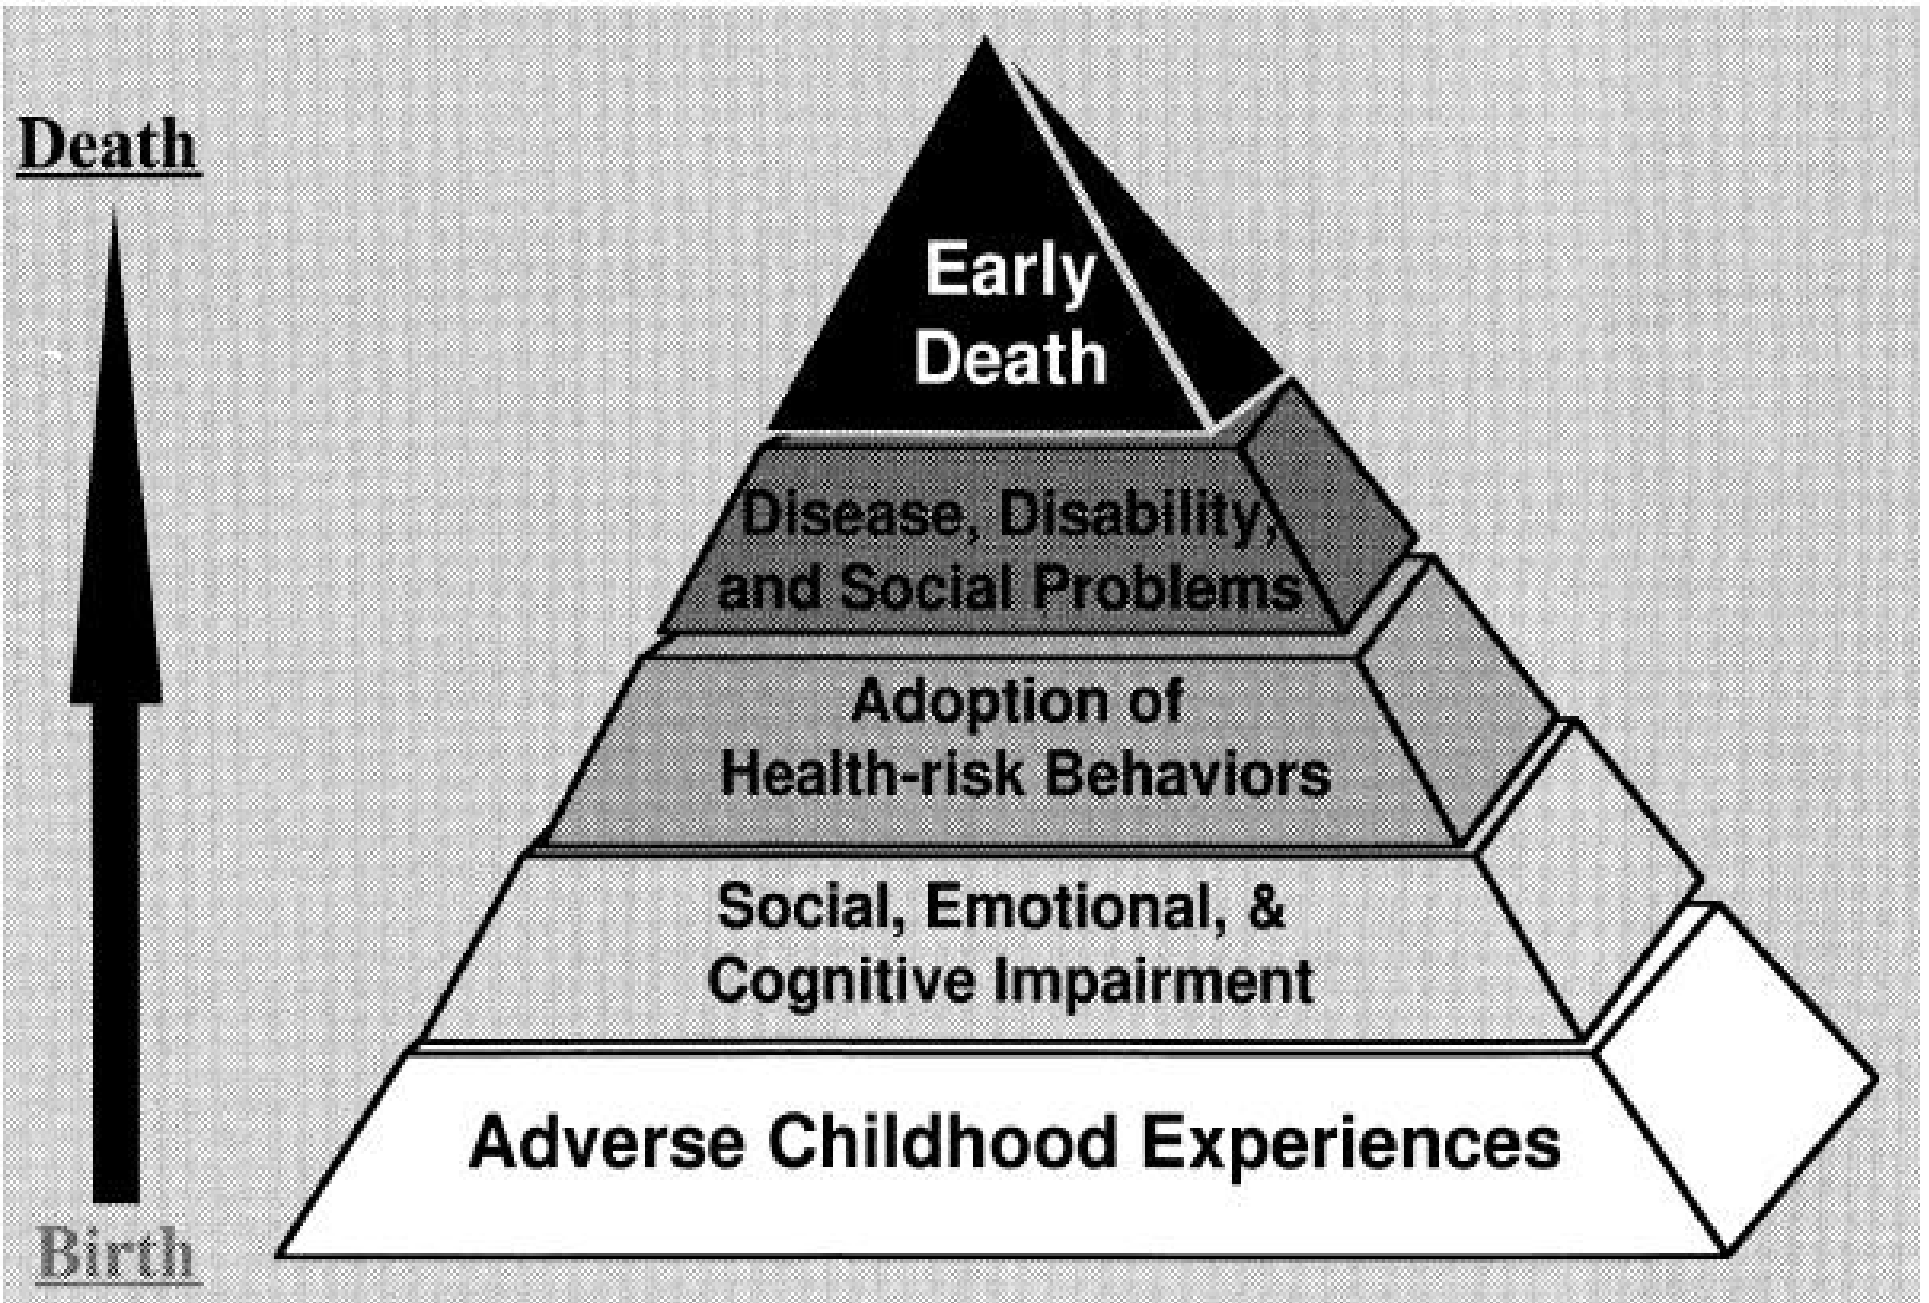 Death
Early
Death
Disease, Disability,
and Social Problems
Adoption of
Health-risk Behaviors
Social, Emotional, &
Cognitive Impairment
Adverse Childhood Experiences
Birth